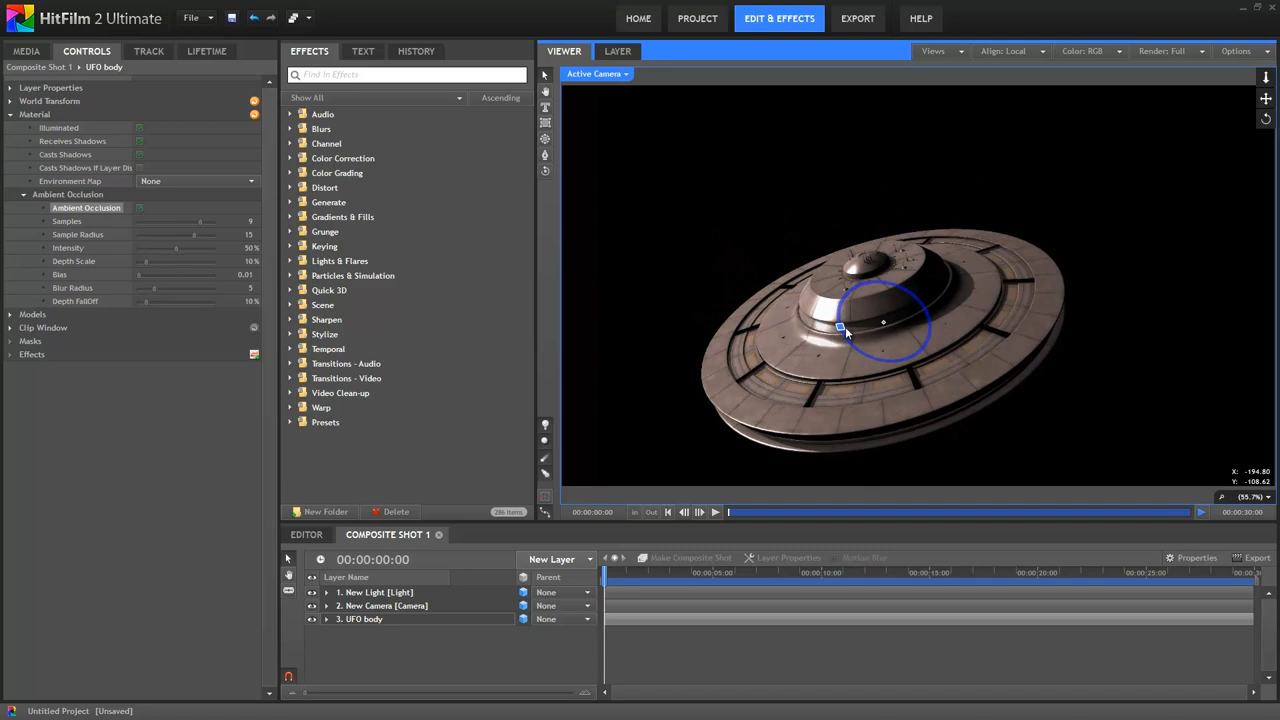 HitFilm 2 Ultimate
File
HOME
PROJECT
EDIT & EFFECTS
EXPORT
HELP
MEDIA
CONTROLS
TRACK
LIFETIME
Composite Shot 1 › UFO body
Layer Properties
World Transform
Material
Illuminated
Receives Shadows
Casts Shadows
Casts Shadows If Layer Dis
Environment Map
None
Ambient Occlusion
Ambient Occlusion
Samples 9
Sample Radius 15
Intensity 50 %
Depth Scale 10 %
Bias 0.01
Blur Radius 5
Depth FallOff 10 %
Models
Clip Window
Masks
Effects
EFFECTS
TEXT
HISTORY
Find In Effects
Show All
Ascending
Audio
Blurs
Channel
Color Correction
Color Grading
Distort
Generate
Gradients & Fills
Grunge
Keying
Lights & Flares
Particles & Simulation
Quick 3D
Scene
Sharpen
Stylize
Temporal
Transitions - Audio
Transitions - Video
Video Clean-up
Warp
Presets
New Folder
Delete
286 items
VIEWER
LAYER
Views
Align: Local
Color: RGB
Render: Full
Options
Active Camera
X: -194.80
Y: -108.62
(55.7%)
00:00:00:00
In
Out
00:00:30:00
EDITOR
COMPOSITE SHOT 1
00:00:00:00
New Layer
Make Composite Shot
Layer Properties
Motion Blur
Properties
Export
Layer Name
Parent
00:00:05:00
00:00:10:00
00:00:15:00
00:00:20:00
00:00:25:00
1. New Light [Light]
None
2. New Camera [Camera]
None
3. UFO body
None
Untitled Project
[Unsaved]